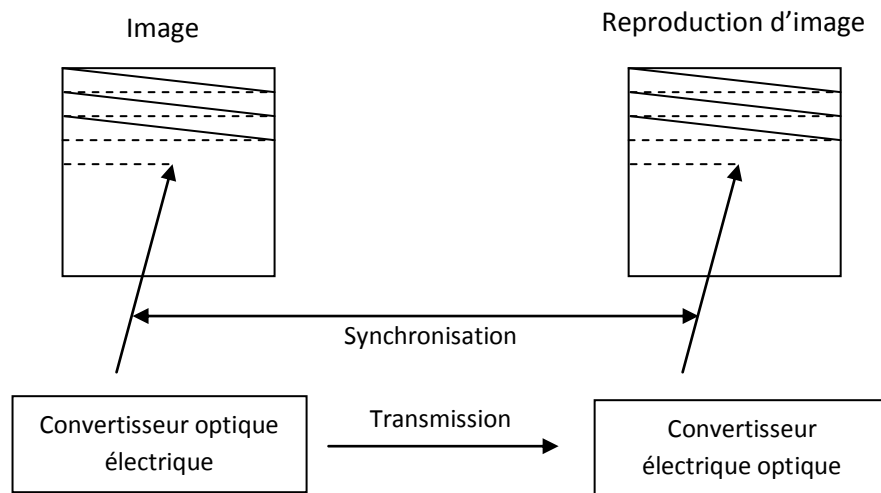 Image
Reproduction d’image
Synchronisation
Convertisseur optique
électrique
Transmission
Convertisseur
électrique optique